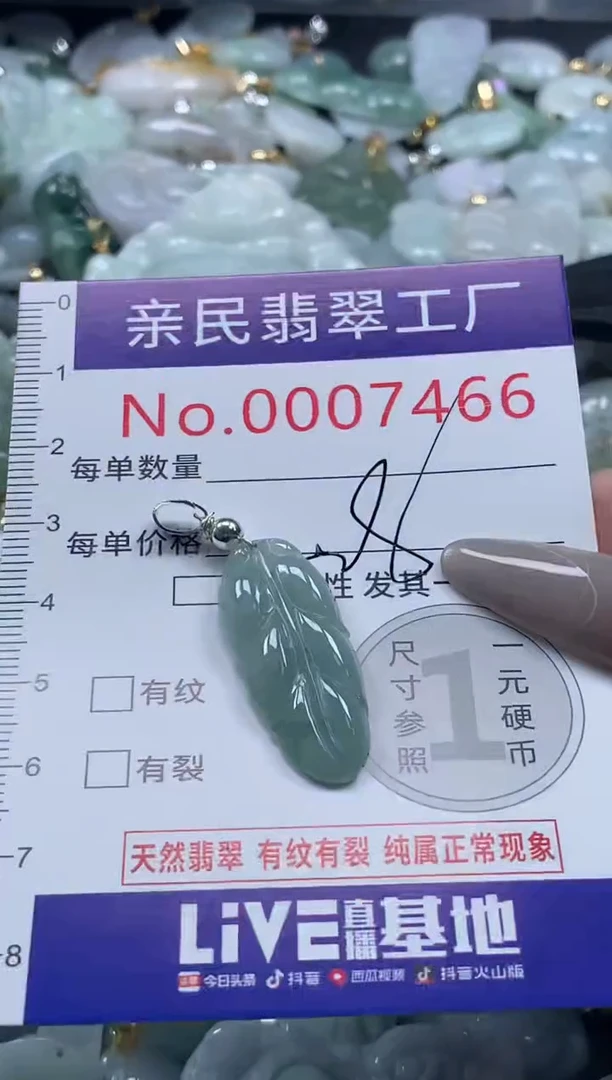 0
亲民翡翠工厂
1
No.0007466
2
每单数量
3
每单价格
性 发其一
4
尺寸参照
1
一元硬币
5
有纹
6
有裂
7
天然翡翠 有纹有裂 纯属正常现象
8
LiVE直播基地
今日头条 抖音 西瓜视频 抖音火山版